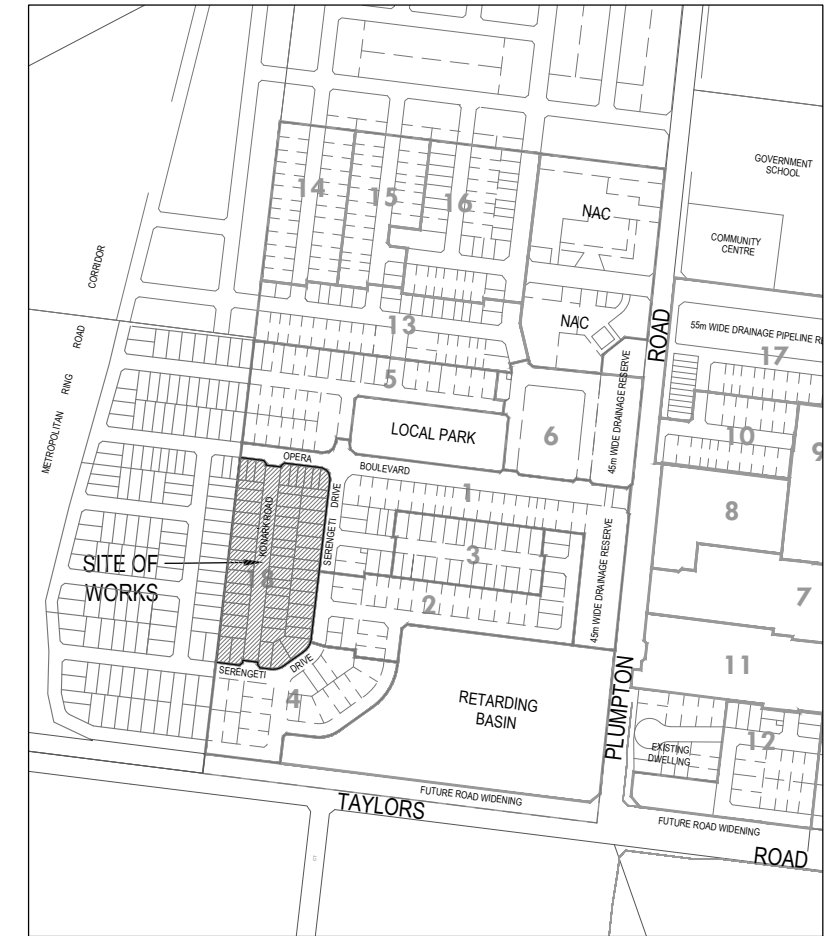 GOVERNMENT
SCHOOL
14
15
16
NAC
COMMUNITY
CENTRE
CORRIDOR
ROAD
RING
METROPOLITAN
13
NAC
ROAD
55m WIDE DRAINAGE PIPELINE
17
5
45m WIDE DRAINAGE RESERVE
LOCAL PARK
6
10
9
OPERA
BOULEVARD
1
8
KONARK ROAD
SERENGETI
DRIVE
3
SITE OF
WORKS
18
2
45m WIDE DRAINAGE RESERVE
7
SERENGETI
DRIVE
4
RETARDING
BASIN
PLUMPTON
11
12
EXISTING
DWELLING
FUTURE ROAD WIDENING
TAYLORS
FUTURE ROAD WIDENING
ROAD